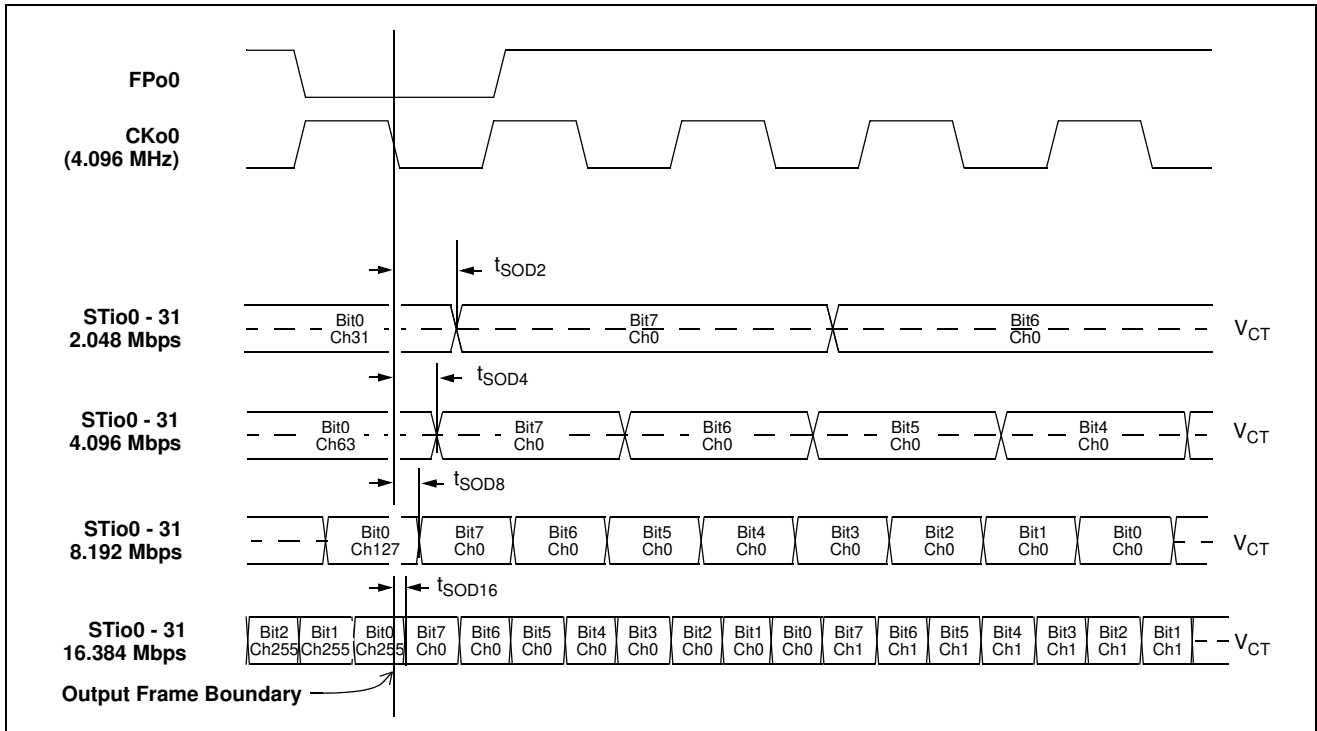 FPo0
CKo0
(4.096 MHz)
tSOD2
STio0 - 31
2.048 Mbps
Bit0 Bit7 Bit6
Ch31 Ch0 Ch0
VCT
tSOD4
STio0 - 31
4.096 Mbps
Bit0 Bit7 Bit6 Bit5 Bit4
Ch63 Ch0 Ch0 Ch0 Ch0
VCT
tSOD8
STio0 - 31
8.192 Mbps
Bit0 Bit7 Bit6 Bit5 Bit4 Bit3 Bit2 Bit1 Bit0
Ch127 Ch0 Ch0 Ch0 Ch0 Ch0 Ch0 Ch0 Ch0
VCT
tSOD16
STio0 - 31
16.384 Mbps
Bit2 Bit1 Bit0 Bit7 Bit6 Bit5 Bit4 Bit3 Bit2 Bit1 Bit0 Bit7 Bit6 Bit5 Bit4 Bit3 Bit2 Bit1
Ch255 Ch255 Ch255 Ch0 Ch0 Ch0 Ch0 Ch0 Ch0 Ch0 Ch0 Ch1 Ch1 Ch1 Ch1 Ch1 Ch1 Ch1
VCT
Output Frame Boundary